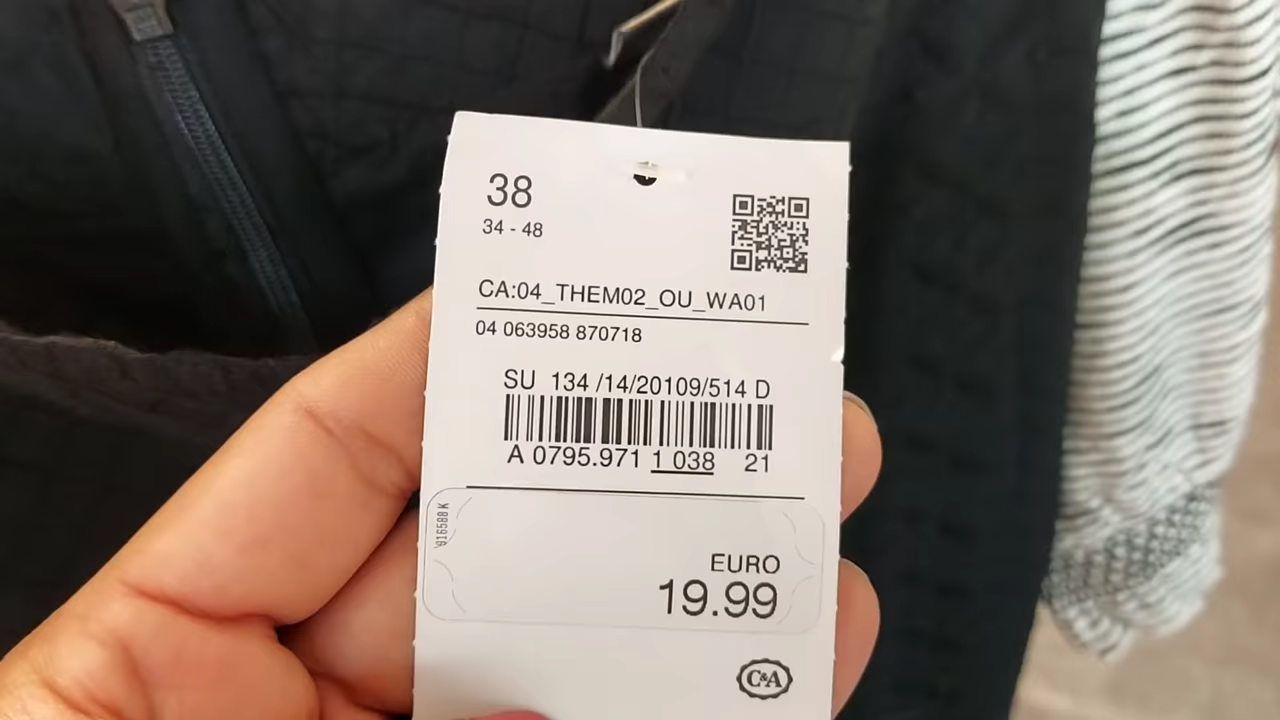 38
34 - 48
CA:04_THEM02_OU_WA01
04 063958 870718
SU 134 /14/20109/514 D
A 0795.971 1 038 21
916588 K
EURO
19.99
C&A